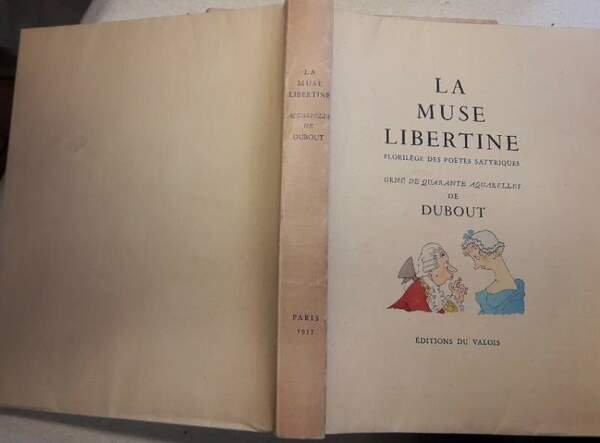 LA
MUSE
LIBERTINE
AQUARELLES
DE
DUBOUT
PARIS
1957
LA
MUSE
LIBERTINE
FLORILÈGE DES POÈTES SATYRIQUES
ORNÉ DE QUARANTE AQUARELLES
DE
DUBOUT
ÉDITIONS DU VALOIS